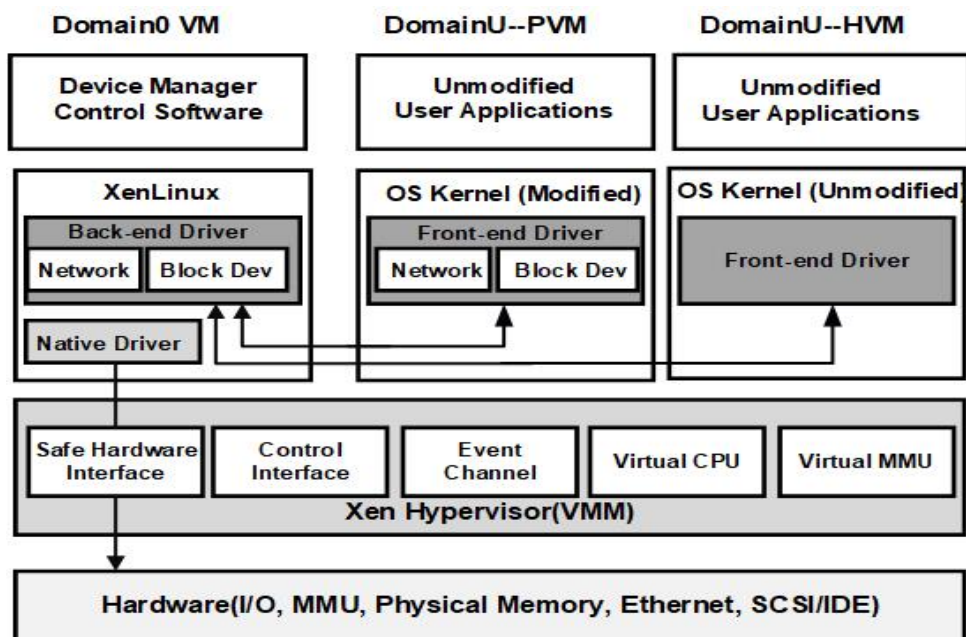 Domain0 VM
DomainU--PVM
DomainU--HVM
Device Manager
Control Software
Unmodified
User Applications
Unmodified
User Applications
XenLinux
Back-end Driver
Network
Block Dev
Native Driver
OS Kernel (Modified)
Front-end Driver
Network
Block Dev
OS Kernel (Unmodified)
Front-end Driver
Safe Hardware
Interface
Control
Interface
Event
Channel
Virtual CPU
Virtual MMU
Xen Hypervisor(VMM)
Hardware(I/O, MMU, Physical Memory, Ethernet, SCSI/IDE)